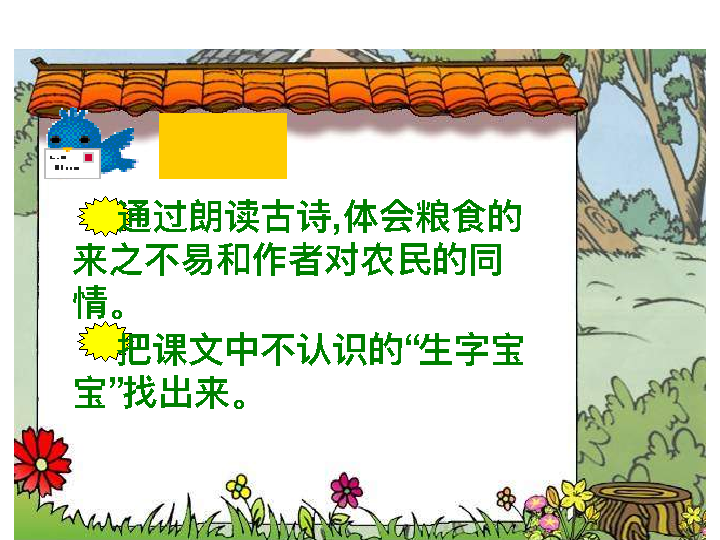 通过朗读古诗,体会粮食的
来之不易和作者对农民的同
情。
把课文中不认识的“生字宝
宝”找出来。